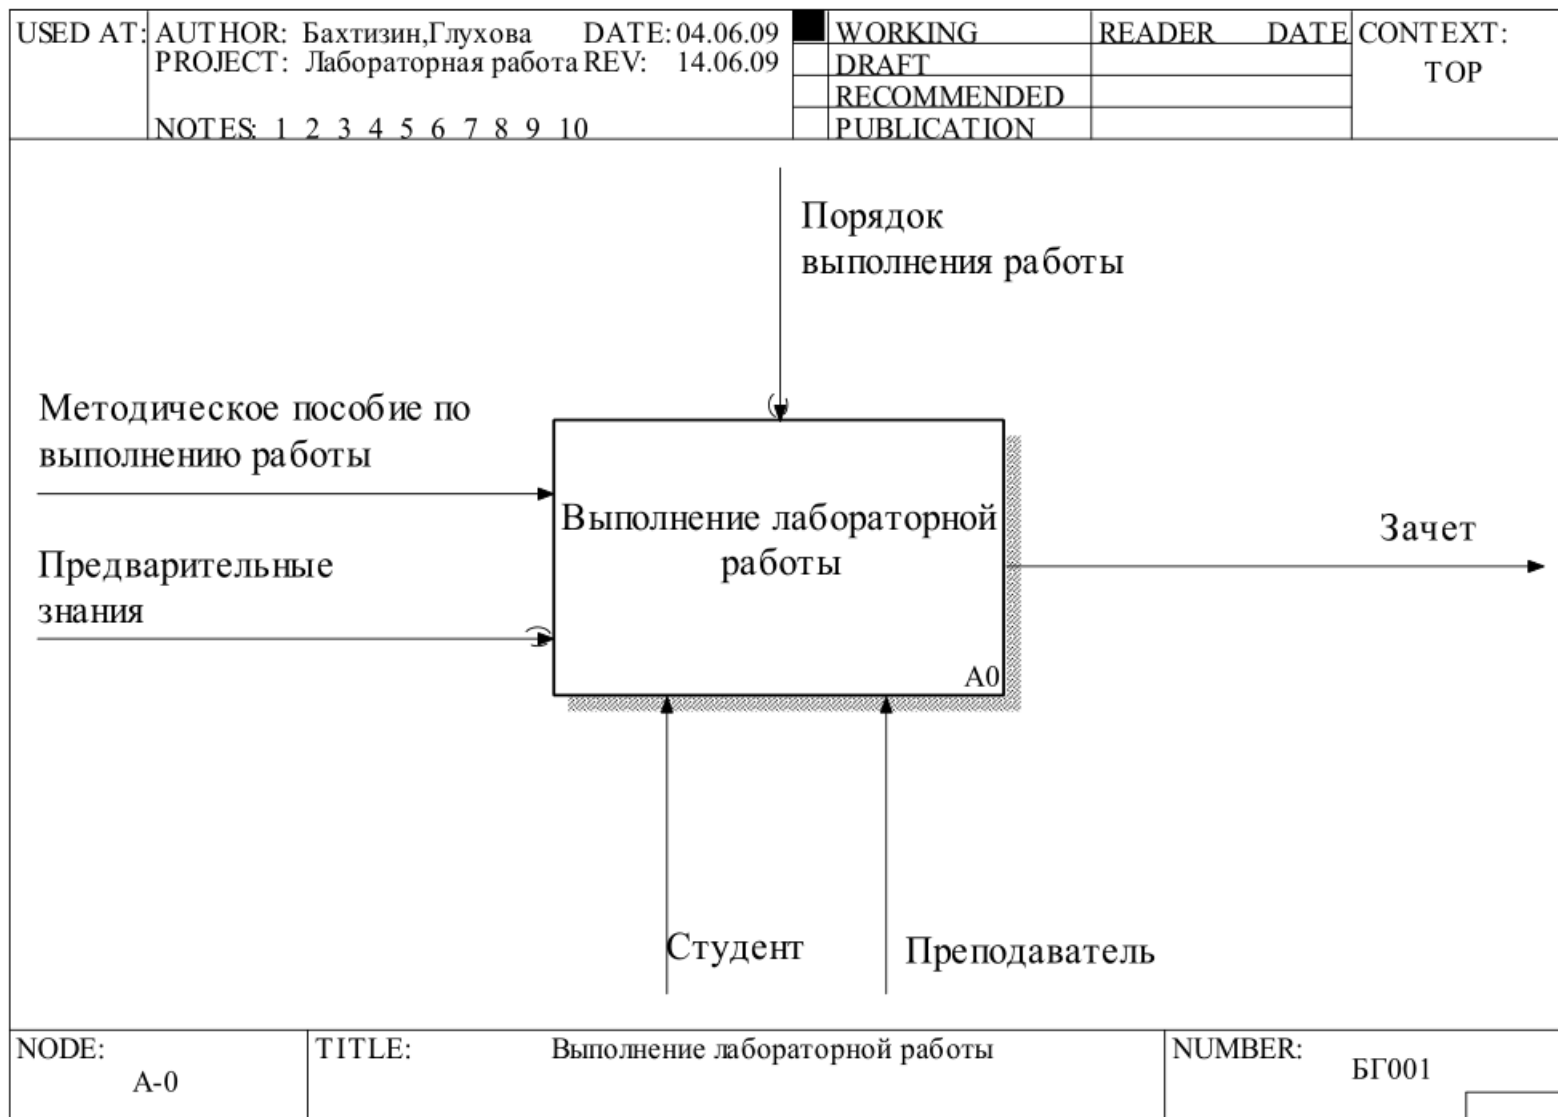 USED AT: AUTHOR: Бахтизин,Глухова DATE: 04.06.09 WORKING READER DATE CONTEXT:
PROJECT: Лабораторная работа REV: 14.06.09 DRAFT TOP
RECOMMENDED
NOTES: 1 2 3 4 5 6 7 8 9 10 PUBLICATION
Порядок
выполнения работы
Методическое пособие по
выполнению работы
Выполнение лабораторной
работы
Зачет
Предварительные
знания
A0
Студент Преподаватель
NODE: TITLE: Выполнение лабораторной работы NUMBER:
A-0 БГ001